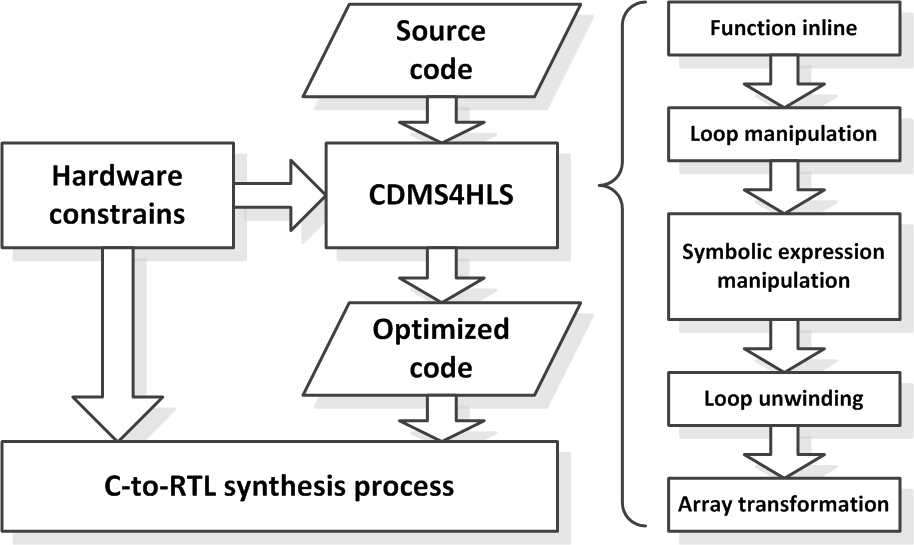 Source
code
Hardware
constrains
CDMS4HLS
Optimized
code
C-to-RTL synthesis process
Function inline
Loop manipulation
Symbolic expression
manipulation
Loop unwinding
Array transformation